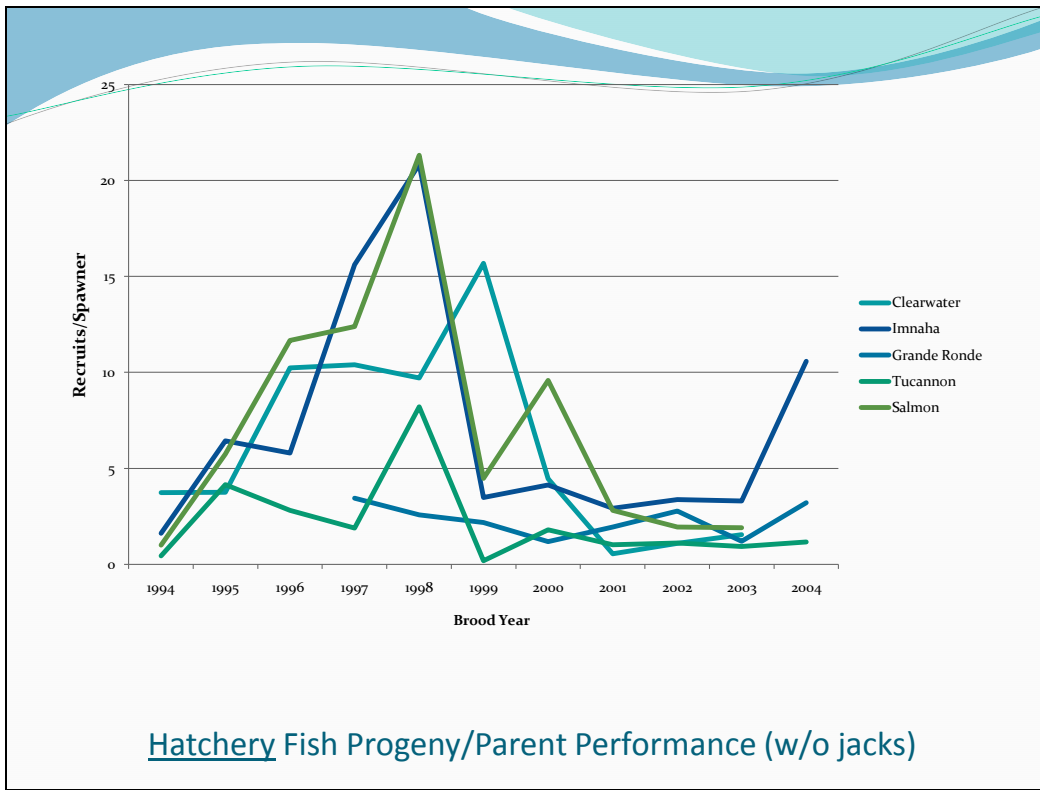 25
20
15
10
5
0
Recruits/Spawner
1994 1995 1996 1997 1998 1999 2000 2001 2002 2003 2004
Brood Year
Clearwater
Imnaha
Grande Ronde
Tucannon
Salmon
Hatchery Fish Progeny/Parent Performance (w/o jacks)